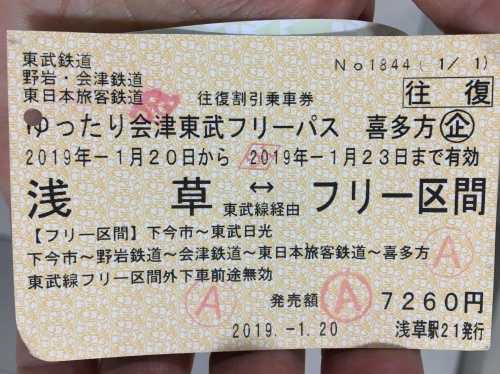 東武鉄道
野岩・会津鉄道
東日本旅客鉄道
No1844(1/1)
往復割引乗車券
往復
ゆったり会津東武フリーパス 喜多方 企
2019年-1月20日から 2019年-1月23日まで有効
浅草 ↔ フリー区間
東武線経由
【フリー区間】下今市～東武日光
下今市～野岩鉄道～会津鉄道～東日本旅客鉄道～喜多方
東武線フリー区間外下車前途無効
A
A
A
発売額 7260円
2019.-1.20 浅草駅21発行